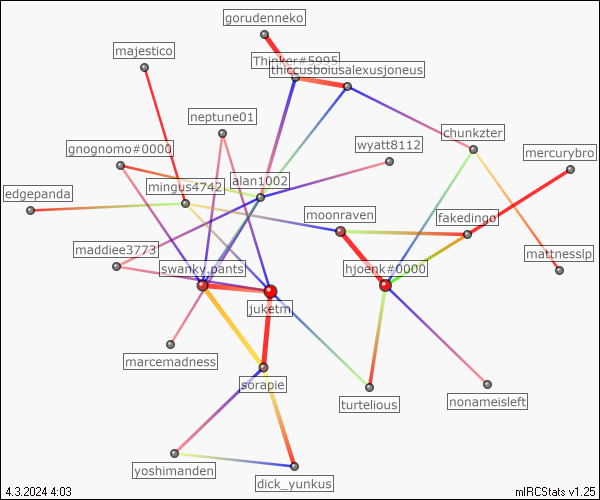 gorudenneko
majestico
Thinker#5995
thiccusboiusalexusjoneus
neptune01
chunkzter
gnognomo#0000
wyatt8112
mercurybro
edgepanda
mingus4742
alan1002
moonraven
fakedingo
maddiee3773
mattnesslp
swanky.pants
hjoenk#0000
juketm
marcemadness
sorapie
turtelious
nonameisleft
yoshimanden
dick_yunkus
4.3.2024 4:03
mIRCStats v1.25